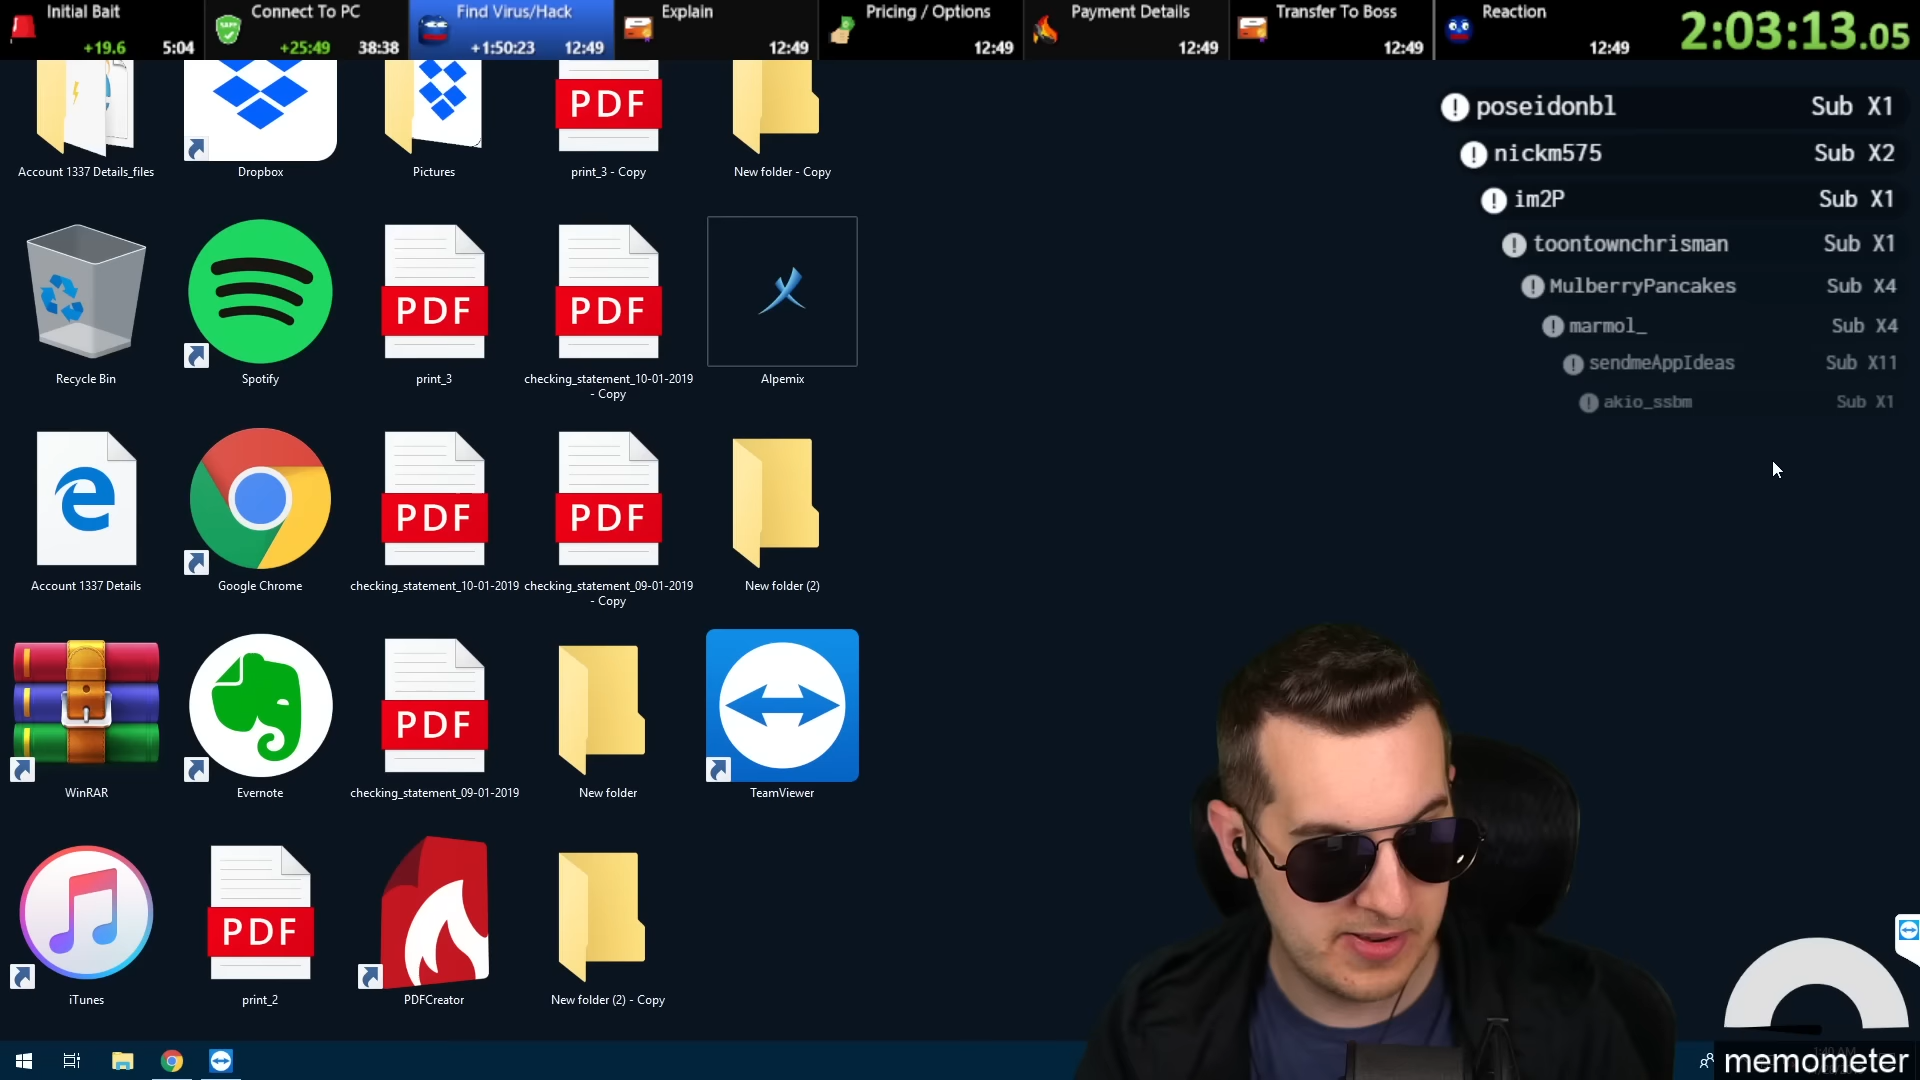 Initial Bait
+19.6 5:04
Connect To PC
+25:49 38:38
Find Virus/Hack
+1:50:23 12:49
Explain
12:49
Pricing / Options
12:49
Payment Details
12:49
Transfer To Boss
12:49
Reaction
12:49
2:03:13.05
poseidonbl Sub X1
nickm575 Sub X2
im2P Sub X1
toontownchrisman Sub X1
MulberryPancakes Sub X4
marmol_ Sub X4
sendmeAppIdeas Sub X11
akio_ssbm Sub X1
PDF
Account 1337 Details_files
Dropbox
Pictures
print_3 - Copy
New folder - Copy
PDF
PDF
Recycle Bin
Spotify
print_3
checking_statement_10-01-2019
- Copy
Alpemix
PDF
PDF
Account 1337 Details
Google Chrome
checking_statement_10-01-2019
checking_statement_09-01-2019
- Copy
New folder (2)
PDF
WinRAR
Evernote
checking_statement_09-01-2019
New folder
TeamViewer
PDF
iTunes
print_2
PDFCreator
New folder (2) - Copy
memometer